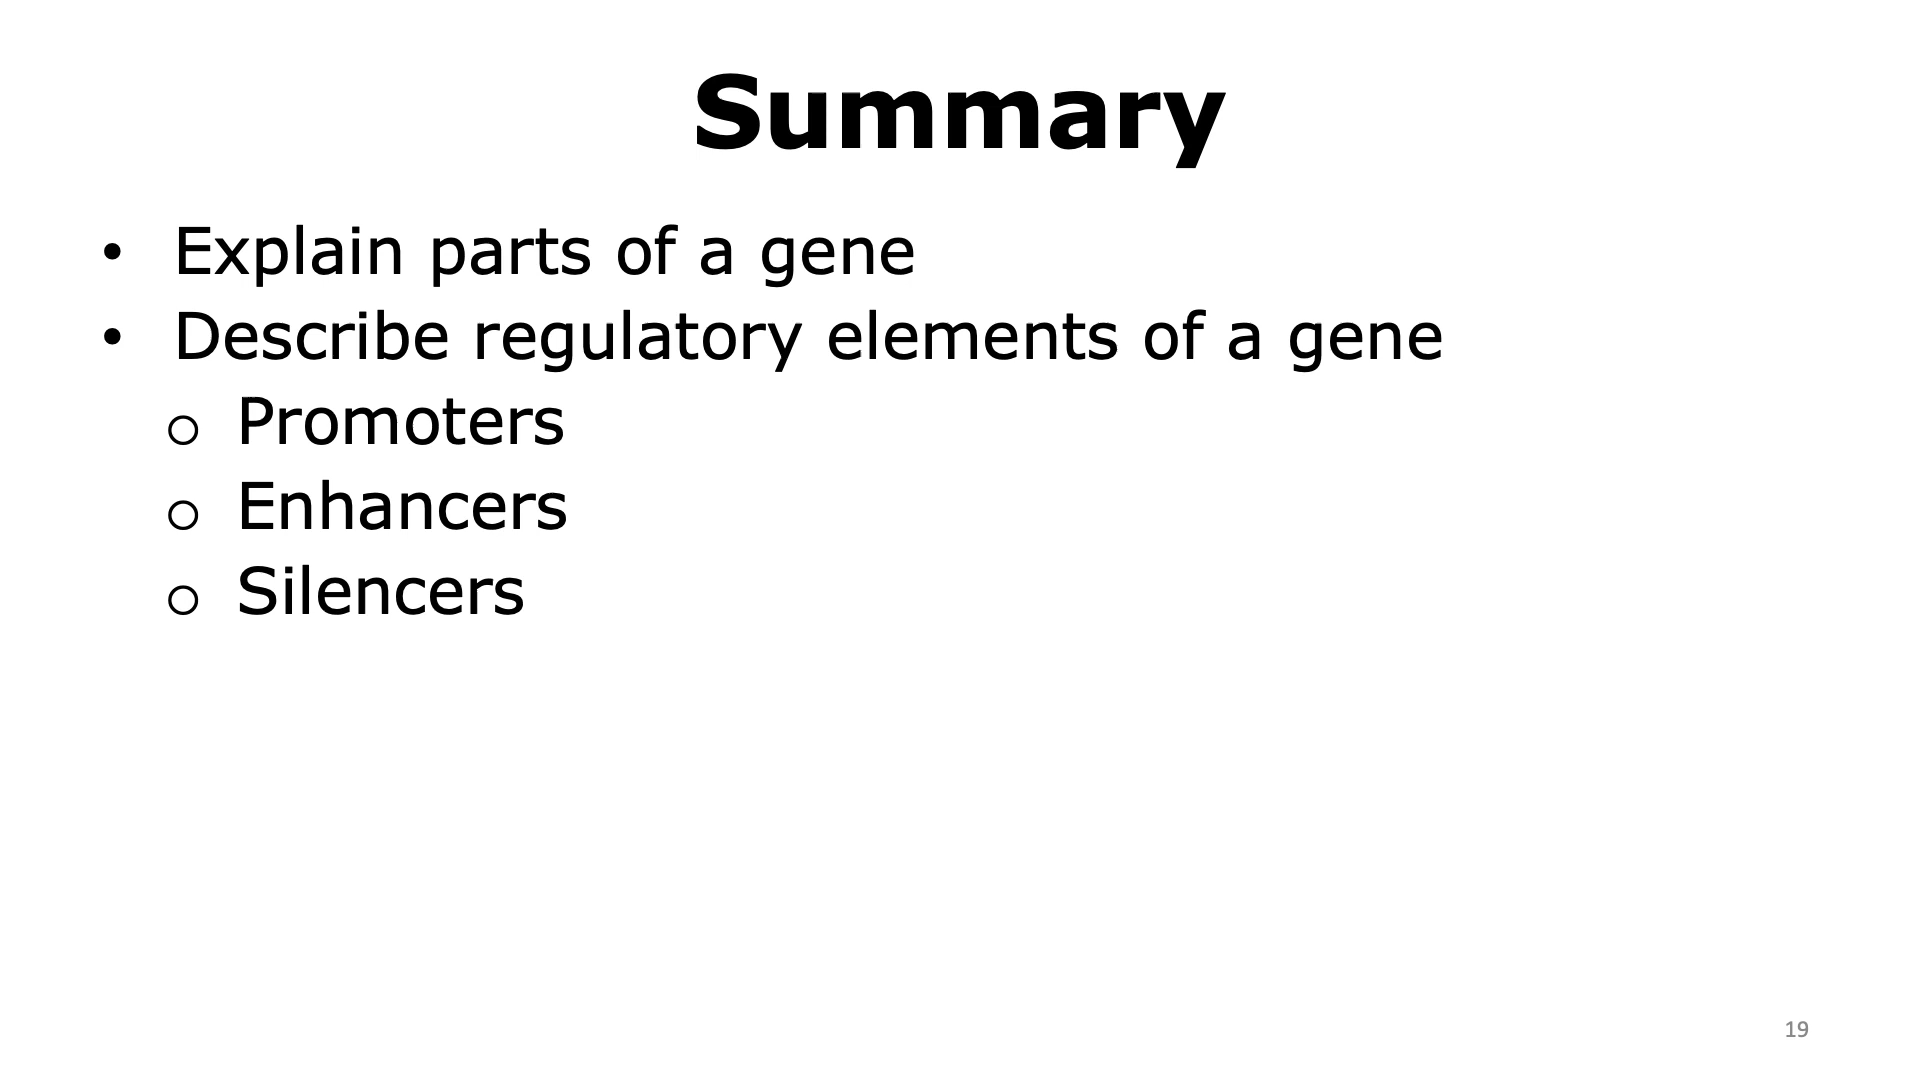 Summary
• Explain parts of a gene
• Describe regulatory elements of a gene
o Promoters
o Enhancers
o Silencers
19